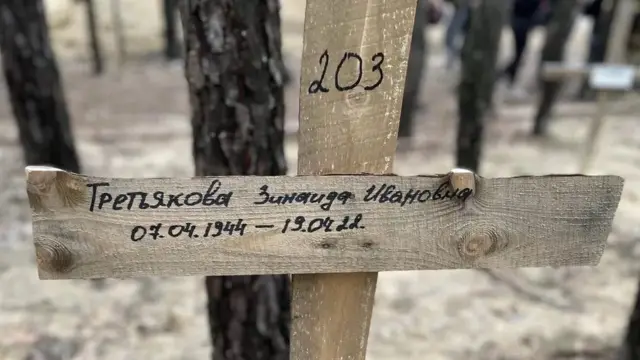 203
Третьякова Зинаида Ивановна
07.04.1944 – 19.04.22.